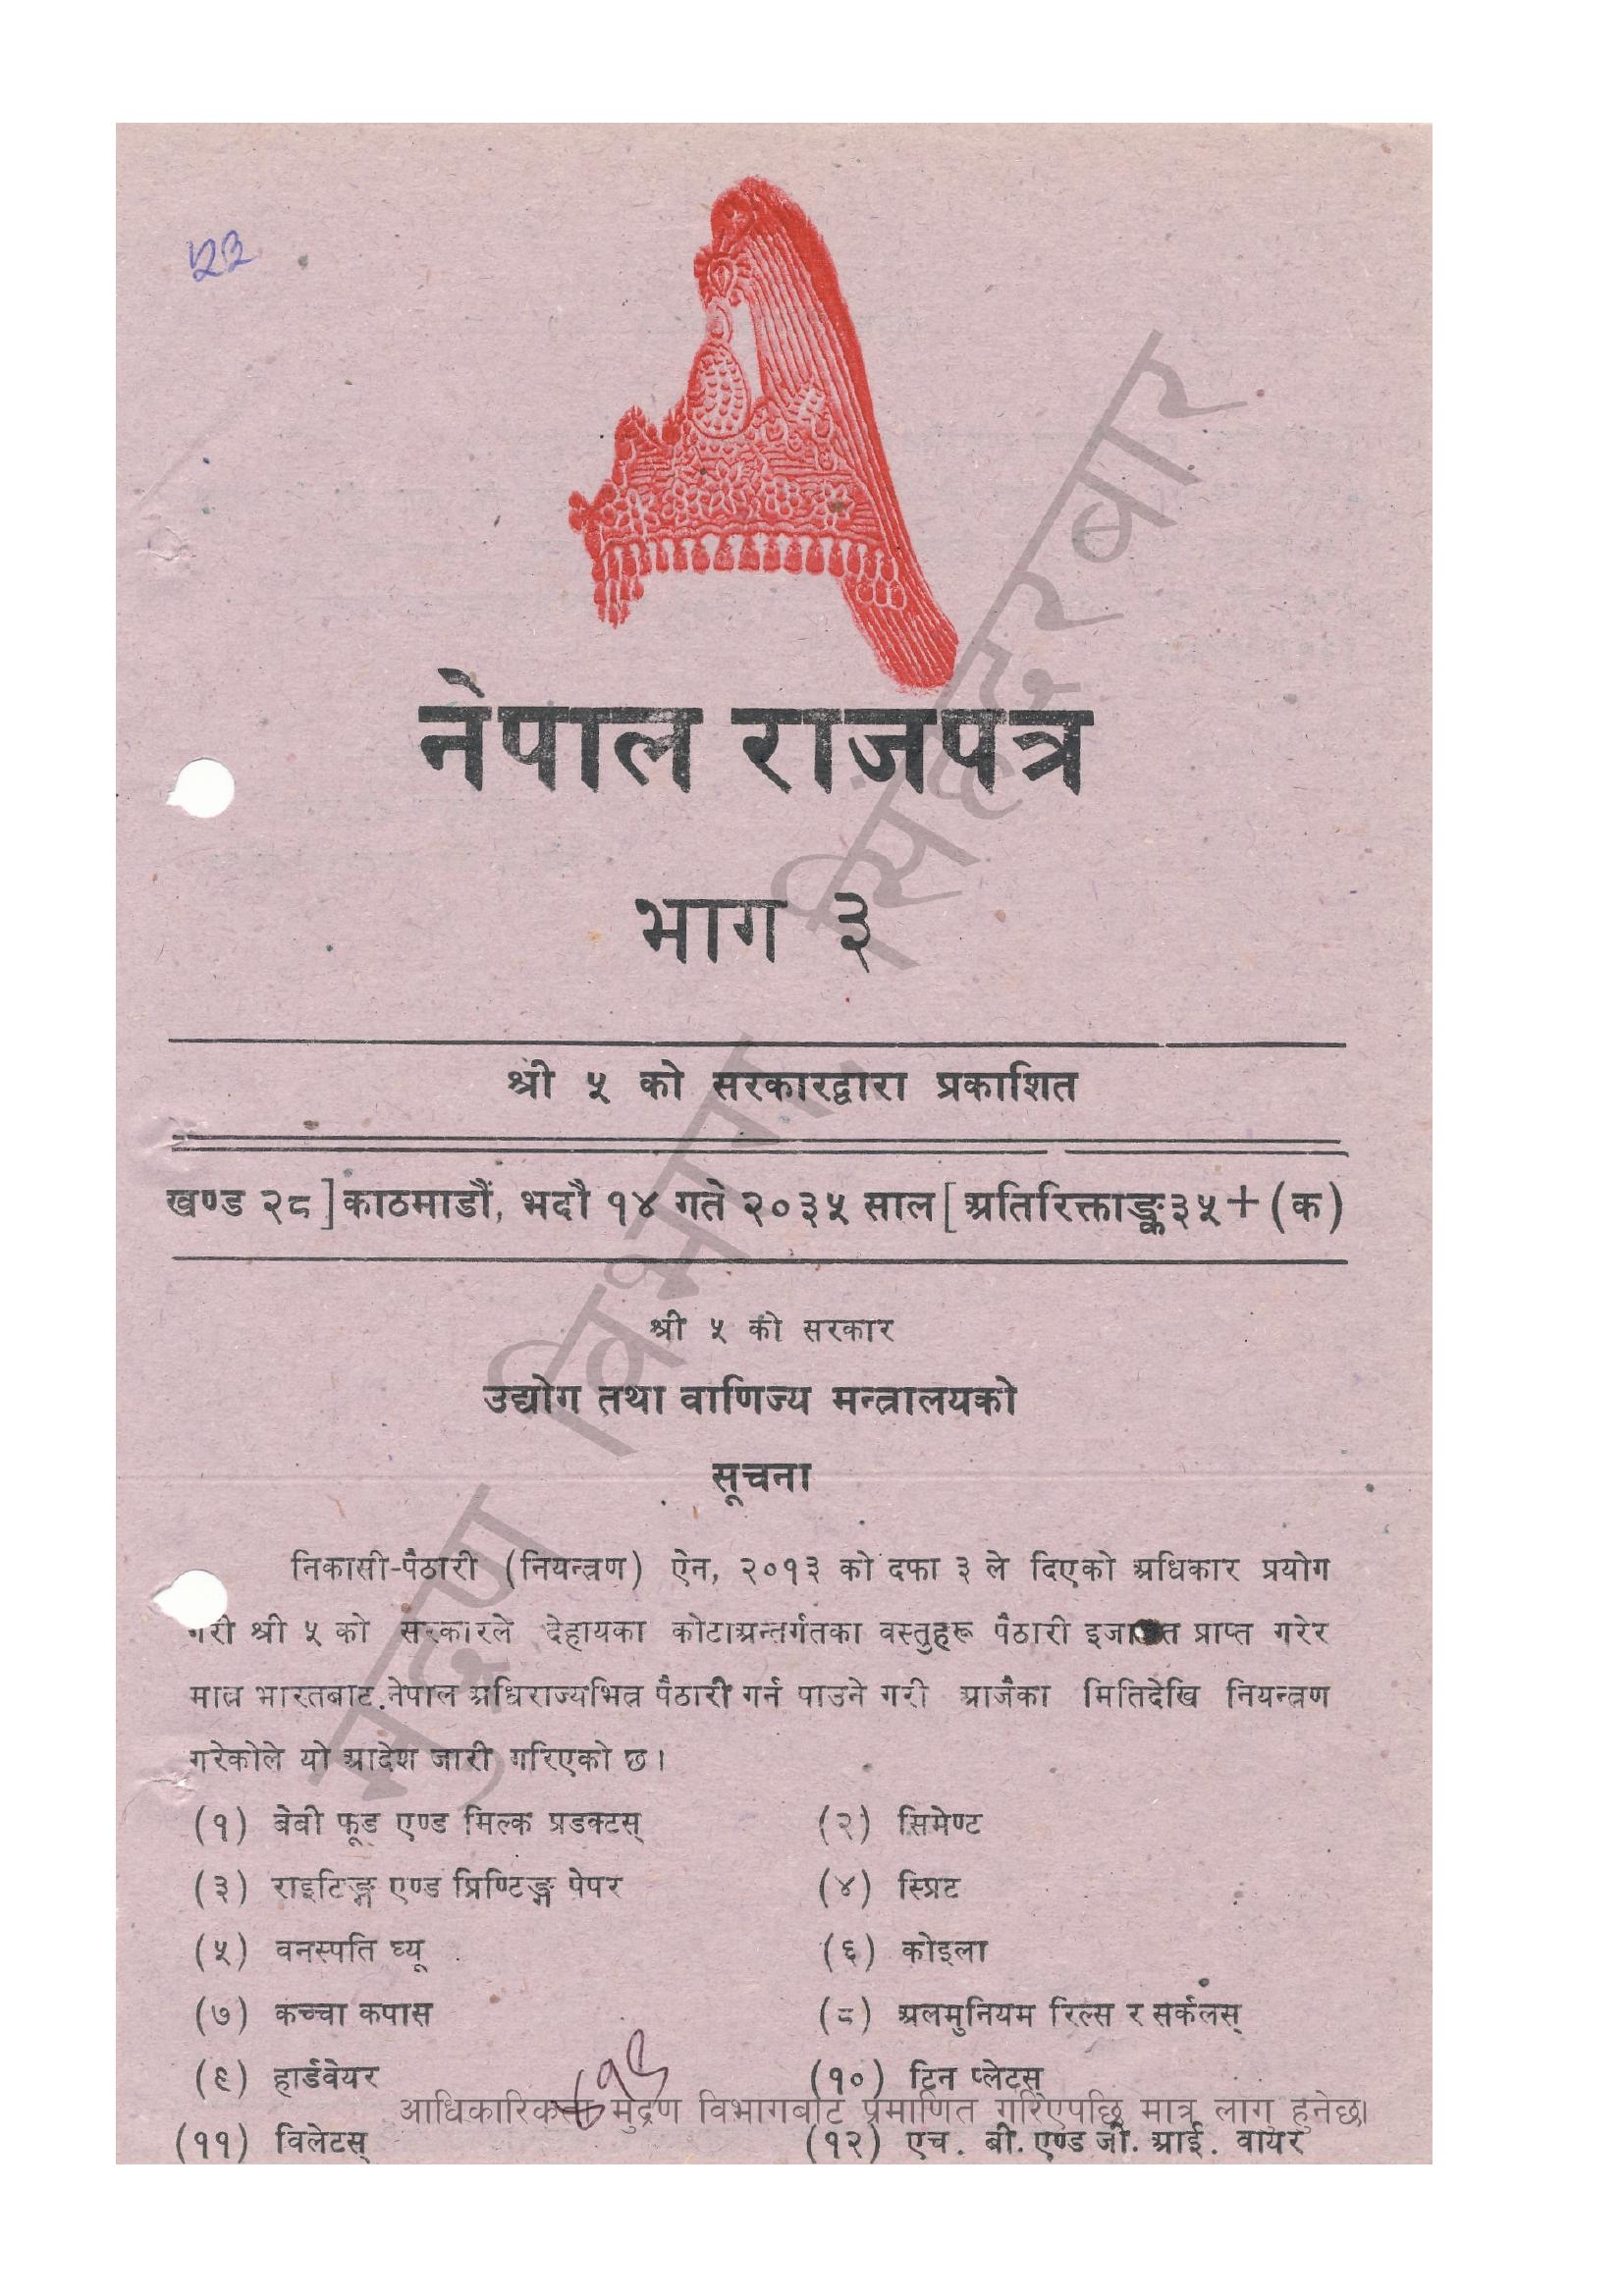 नेपाल राजपत्र
भाग ३
श्री ५ को सरकारद्वारा प्रकाशित
खण्ड २८] काठमाडौं, भदौ १४ गते २०३५ साल [अतिरिक्ताङ्क ३५+(क)
श्री ५ को सरकार
उद्योग तथा वाणिज्य मन्त्रालयको
सूचना
निकासी-पैठारी (नियन्त्रण) ऐन, २०१३ को दफा ३ ले दिएको अधिकार प्रयोग
गरी श्री ५ को सरकारले देहायका कोटाअन्तर्गतका वस्तुहरू पैठारी इजाजत प्राप्त गरेर
मात्र भारतबाट नेपाल अधिराज्यभित्र पैठारी गर्न पाउने गरी आजैका मितिदेखि नियन्त्रण
गरेकोले यो आदेश जारी गरिएको छ।
(१) बेबी फूड एण्ड मिल्क प्रडक्टस् (२) सिमेण्ट
(३) राइटिङ्ग एण्ड प्रिण्टिङ्ग पेपर (४) स्प्रिट
(५) वनस्पति घ्यू (६) कोइला
(७) कच्चा कपास (८) अलमुनियम रिल्स र सर्कलस्
(९) हार्डवेयर (१०) टिन प्लेटस्
आधिकारिकता मुद्रण विभागबाट प्रमाणित गरिएपछि मात्र लागु हुनेछ।
(११) विलेटस् (१२) एच. बी. एण्ड जी. आई. वायर
मुद्रण विभाग, सिंहदरवार